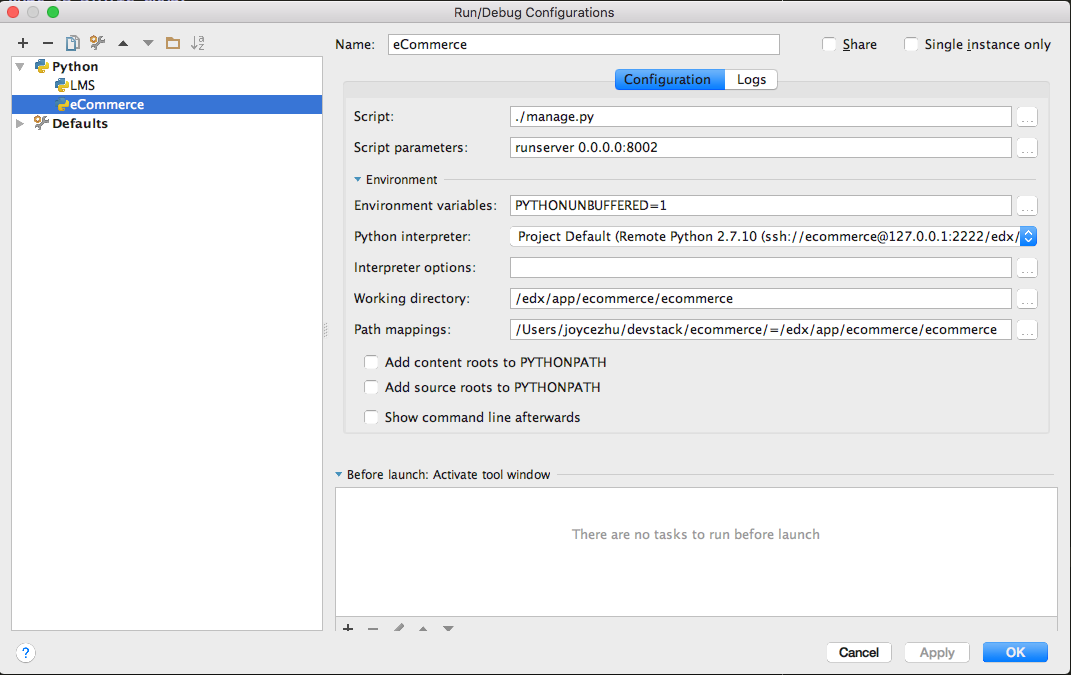 Run/Debug Configurations
Name: eCommerce Share Single instance only
Python
LMS
eCommerce
Defaults
Configuration Logs
Script: ./manage.py ...
Script parameters: runserver 0.0.0.0:8002 ...
Environment
Environment variables: PYTHONUNBUFFERED=1 ...
Python interpreter: Project Default (Remote Python 2.7.10 (ssh://ecommerce@127.0.0.1:2222/edx/
Interpreter options: ...
Working directory: /edx/app/ecommerce/ecommerce ...
Path mappings: /Users/joycezhu/devstack/ecommerce/=/edx/app/ecommerce/ecommerce ...
Add content roots to PYTHONPATH
Add source roots to PYTHONPATH
Show command line afterwards
Before launch: Activate tool window
There are no tasks to run before launch
? Cancel Apply OK